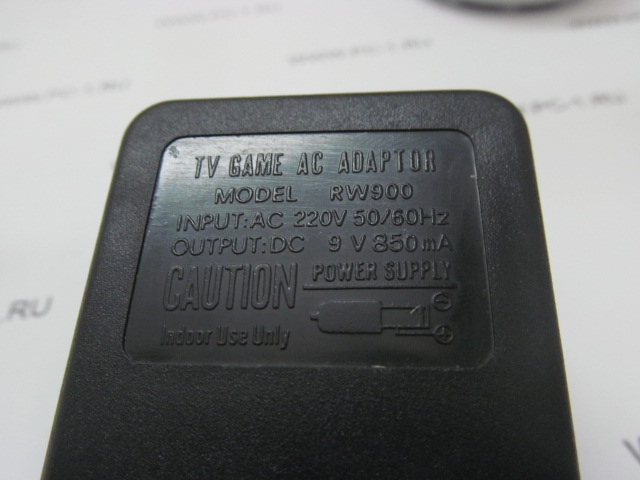 TV GAME AC ADAPTOR
MODEL RW900
INPUT:AC 220V 50/60Hz
OUTPUT:DC 9V 850mA
CAUTION POWER SUPPLY
Indoor Use Only